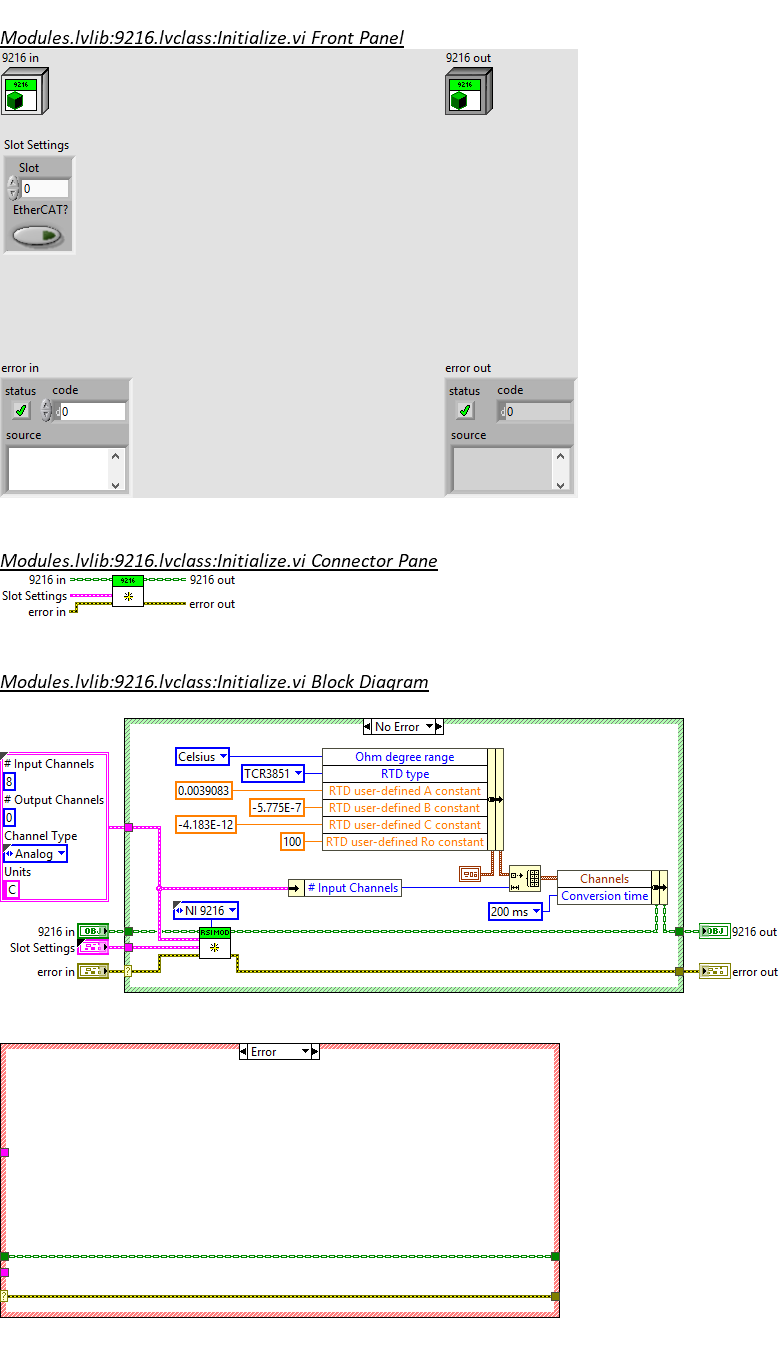 Modules.lvlib:9216.lvclass:Initialize.vi Front Panel
9216 in
9216 out
9216
9216
Slot Settings
Slot
0
EtherCAT?
error in
error out
status code
status code
d0
d0
source
source
Modules.lvlib:9216.lvclass:Initialize.vi Connector Pane
9216 in
9216
9216 out
Slot Settings
error in
error out
Modules.lvlib:9216.lvclass:Initialize.vi Block Diagram
No Error
# Input Channels
8
# Output Channels
0
Channel Type
Analog
Units
C
Celsius
Ohm degree range
TCR3851
RTD type
0.0039083
RTD user-defined A constant
-5.775E-7
RTD user-defined B constant
-4.183E-12
RTD user-defined C constant
100
RTD user-defined Ro constant
# Input Channels
Channels
Conversion time
200 ms
NI 9216
RSI MOD
9216 in
OBJ
OBJ
9216 out
Slot Settings
error in
?
error out
Error
?